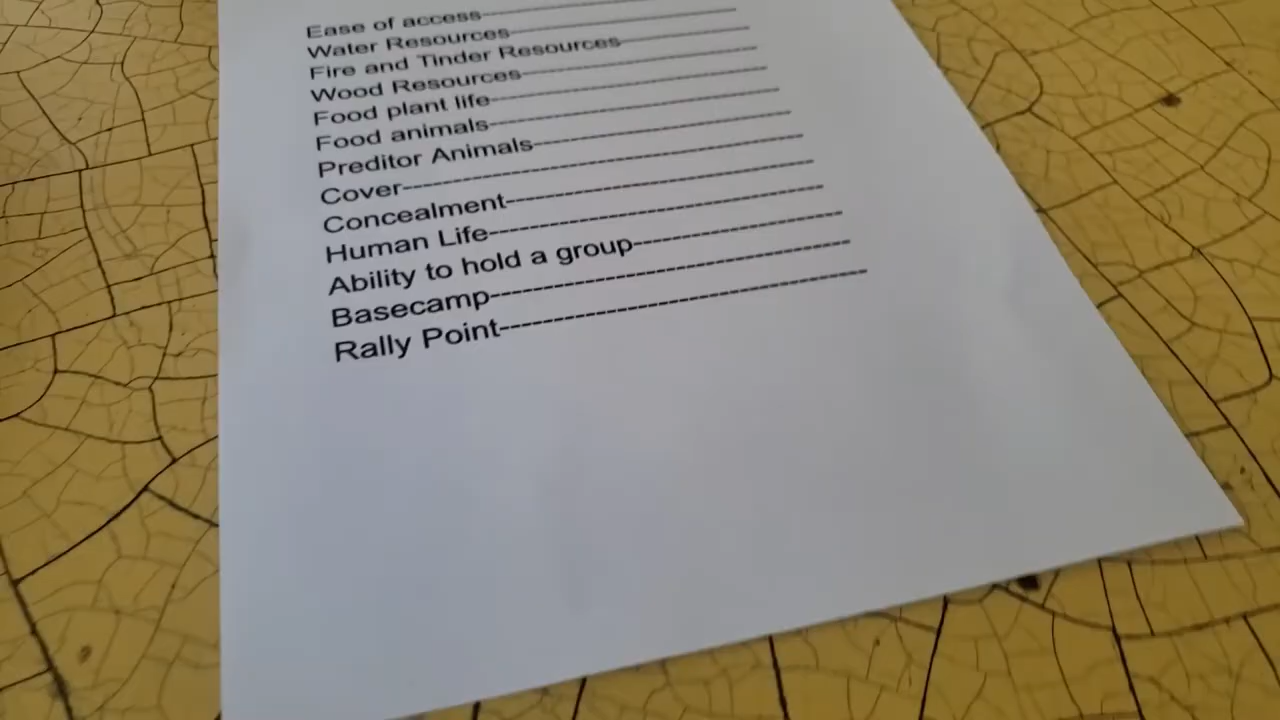 Ease of access--------------------------
Water Resources--------------------------
Fire and Tinder Resources---------------
Wood Resources---------------------------
Food plant life-----------------------------
Food animals------------------------------
Preditor Animals---------------------------
Cover------------------------------------------
Concealment--------------------------------
Human Life-----------------------------------
Ability to hold a group---------------------
Basecamp------------------------------------
Rally Point------------------------------------